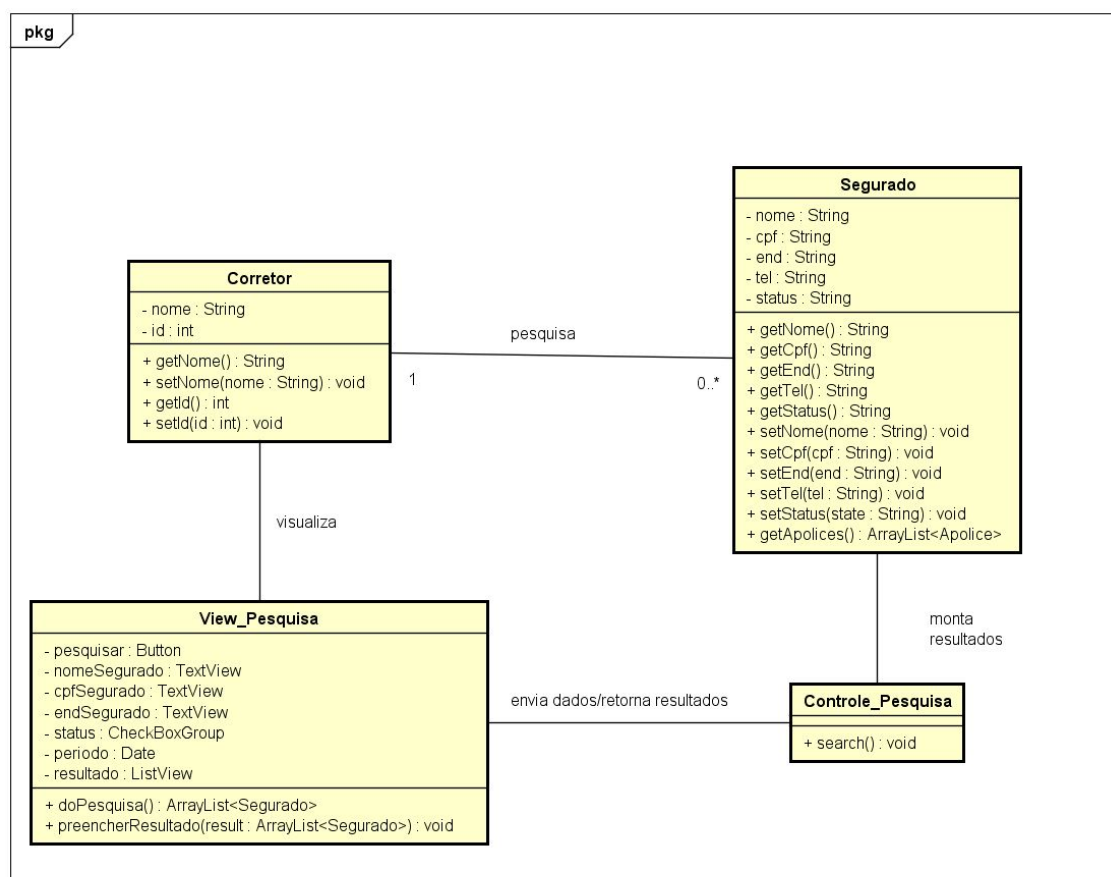 pkg
Segurado
- nome : String
- cpf : String
- end : String
- tel : String
- status : String
+ getNome() : String
+ getCpf() : String
+ getEnd() : String
+ getTel() : String
+ getStatus() : String
+ setNome(nome : String) : void
+ setCpf(cpf : String) : void
+ setEnd(end : String) : void
+ setTel(tel : String) : void
+ setStatus(state : String) : void
+ getApolices() : ArrayList<Apolice>
Corretor
- nome : String
- id : int
+ getNome() : String
+ setNome(nome : String) : void
+ getId() : int
+ setId(id : int) : void
pesquisa
1
0..*
visualiza
monta
resultados
View_Pesquisa
- pesquisar : Button
- nomeSegurado : TextView
- cpfSegurado : TextView
- endSegurado : TextView
- status : CheckBoxGroup
- periodo : Date
- resultado : ListView
+ doPesquisa() : ArrayList<Segurado>
+ preencherResultado(result : ArrayList<Segurado>) : void
envia dados/retorna resultados
Controle_Pesquisa
+ search() : void